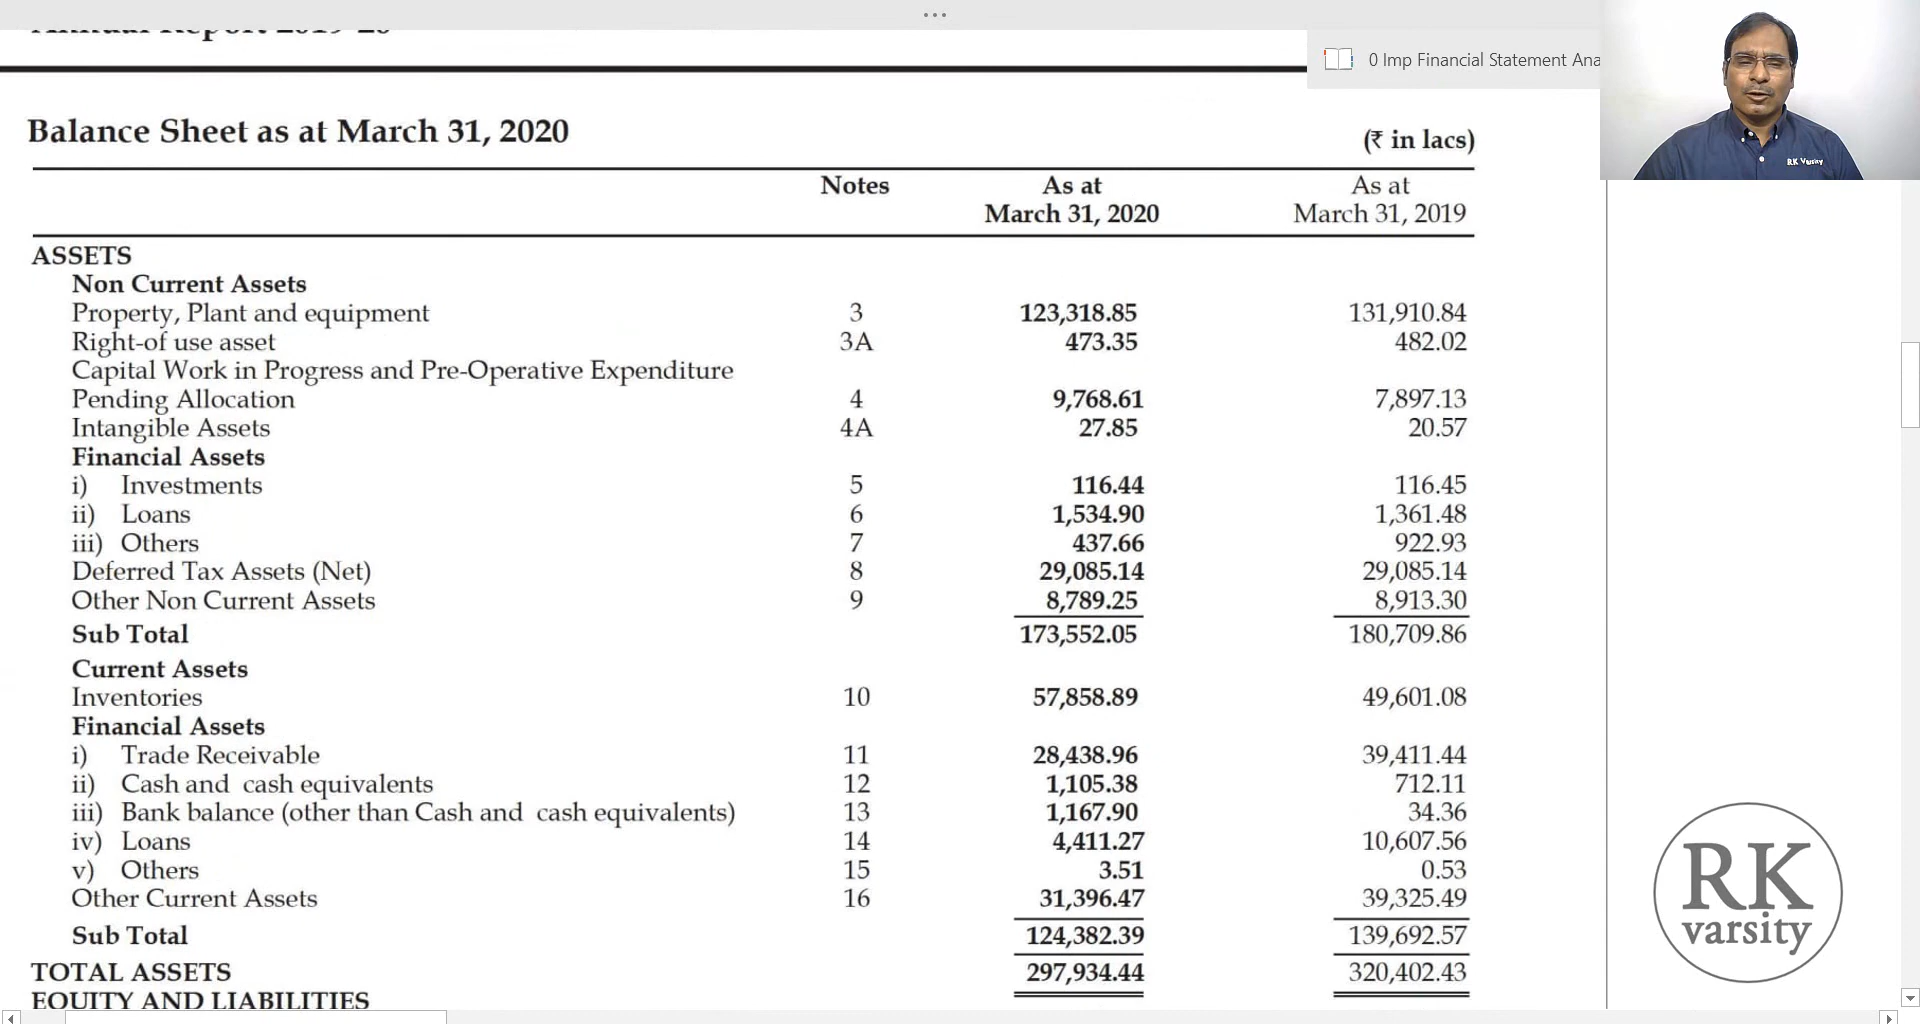 Annual Report 2019-20
0 Imp Financial Statement Ana
RK Varsity
Balance Sheet as at March 31, 2020
(₹ in lacs)
Notes As at March 31, 2020 As at March 31, 2019
ASSETS
Non Current Assets
Property, Plant and equipment 3 123,318.85 131,910.84
Right-of use asset 3A 473.35 482.02
Capital Work in Progress and Pre-Operative Expenditure
Pending Allocation 4 9,768.61 7,897.13
Intangible Assets 4A 27.85 20.57
Financial Assets
i) Investments 5 116.44 116.45
ii) Loans 6 1,534.90 1,361.48
iii) Others 7 437.66 922.93
Deferred Tax Assets (Net) 8 29,085.14 29,085.14
Other Non Current Assets 9 8,789.25 8,913.30
Sub Total 173,552.05 180,709.86
Current Assets
Inventories 10 57,858.89 49,601.08
Financial Assets
i) Trade Receivable 11 28,438.96 39,411.44
ii) Cash and cash equivalents 12 1,105.38 712.11
iii) Bank balance (other than Cash and cash equivalents) 13 1,167.90 34.36
iv) Loans 14 4,411.27 10,607.56
v) Others 15 3.51 0.53
Other Current Assets 16 31,396.47 39,325.49
Sub Total 124,382.39 139,692.57
TOTAL ASSETS 297,934.44 320,402.43
EQUITY AND LIABILITIES
RK
varsity